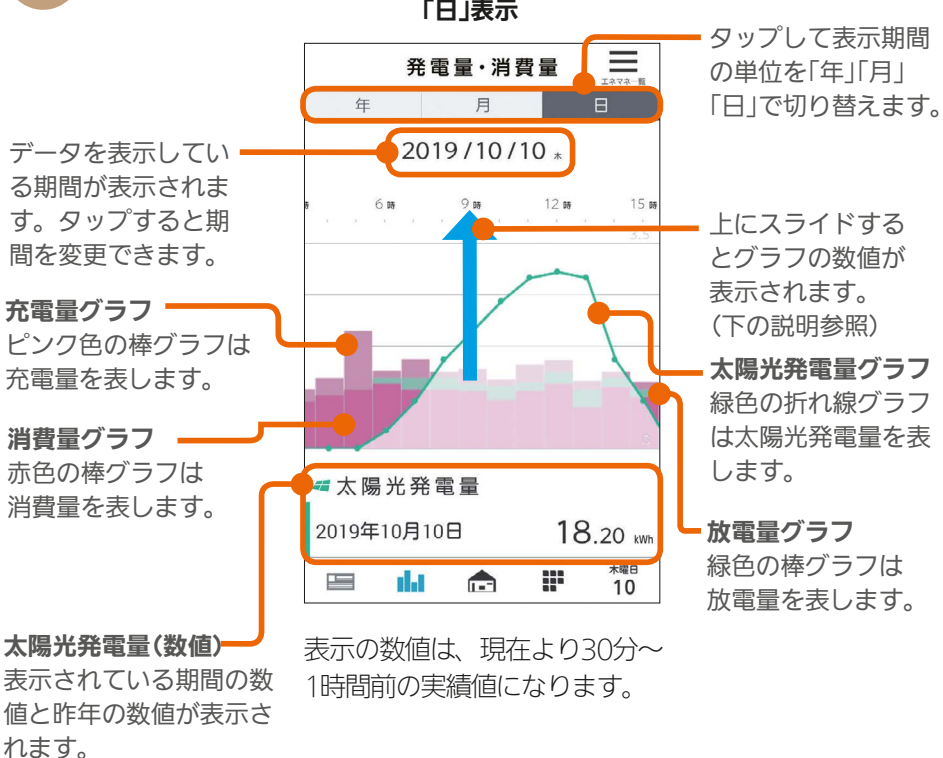 「日」表示
発電量・消費量
エネマネ一覧
年 月 日
2019/10/10 木
6時 9時 12時 15時
3.5
0
太陽光発電量
2019年10月10日 18.20 kWh
木曜日
10
タップして表示期間
の単位を「年」「月」
「日」で切り替えます。
データを表示してい
る期間が表示されま
す。タップすると期
間を変更できます。
上にスライドする
とグラフの数値が
表示されます。
(下の説明参照)
充電量グラフ
ピンク色の棒グラフは
充電量を表します。
太陽光発電量グラフ
緑色の折れ線グラフ
は太陽光発電量を表
します。
消費量グラフ
赤色の棒グラフは
消費量を表します。
放電量グラフ
緑色の棒グラフは
放電量を表します。
太陽光発電量(数値)
表示されている期間の数
値と昨年の数値が表示さ
れます。
表示の数値は、現在より30分〜
1時間前の実績値になります。